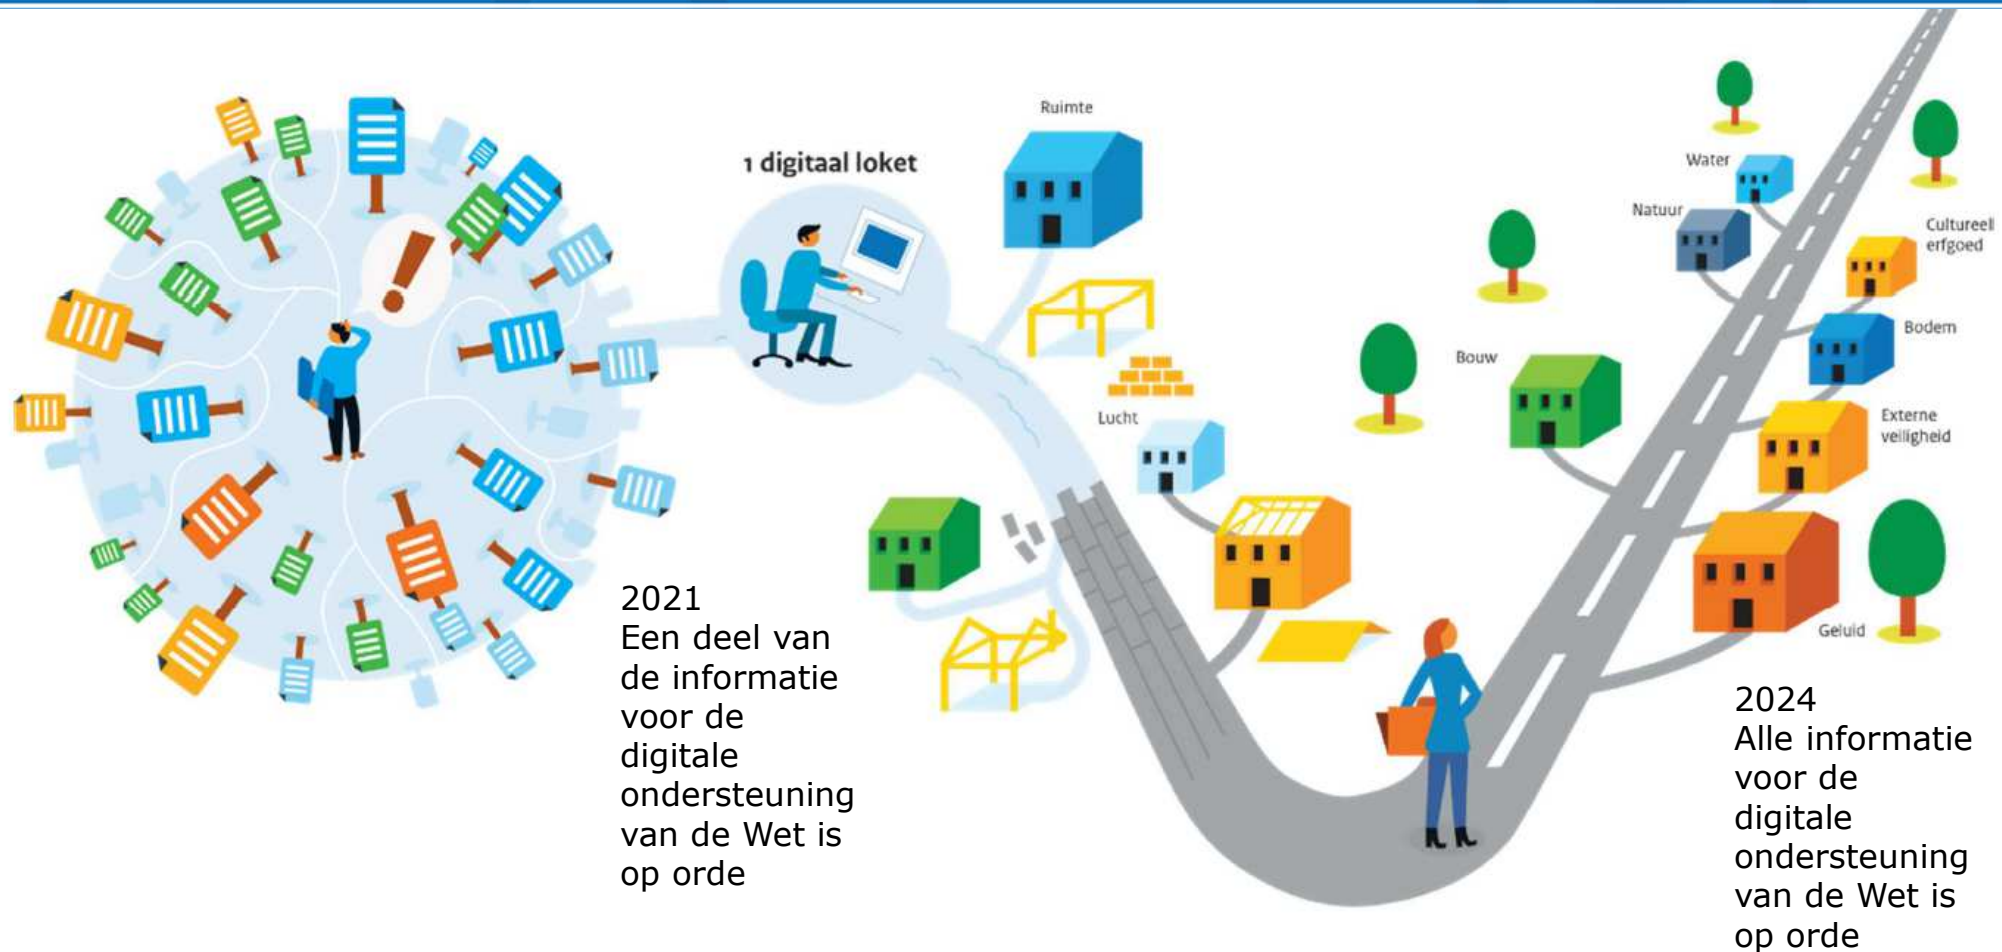 1 digitaal loket
Ruimte
Lucht
2021
Een deel van
de informatie
voor de
digitale
ondersteuning
van de Wet is
op orde
Water
Natuur
Cultureel
erfgoed
Bodem
Bouw
Externe
veiligheid
Geluid
2024
Alle informatie
voor de
digitale
ondersteuning
van de Wet is
op orde